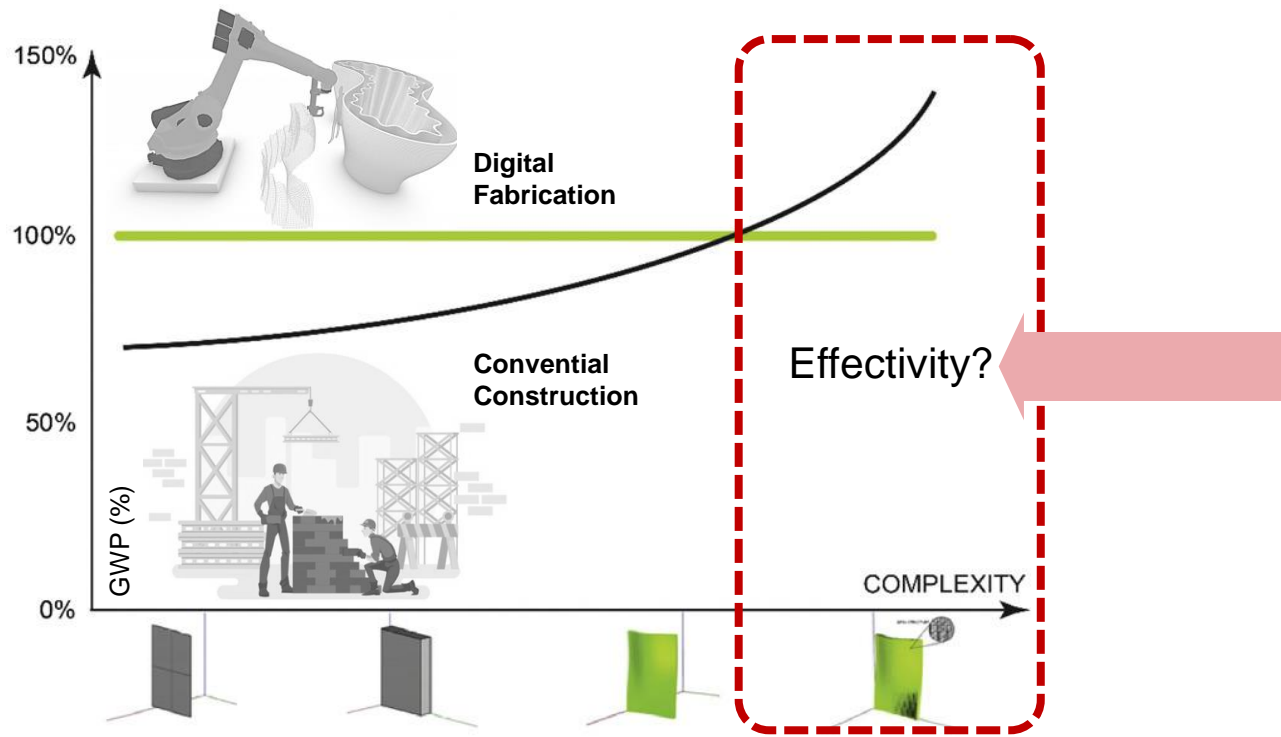 150%
Digital
Fabrication
100%
Convential
Construction
Effectivity?
50%
GWP (%)
COMPLEXITY
0%